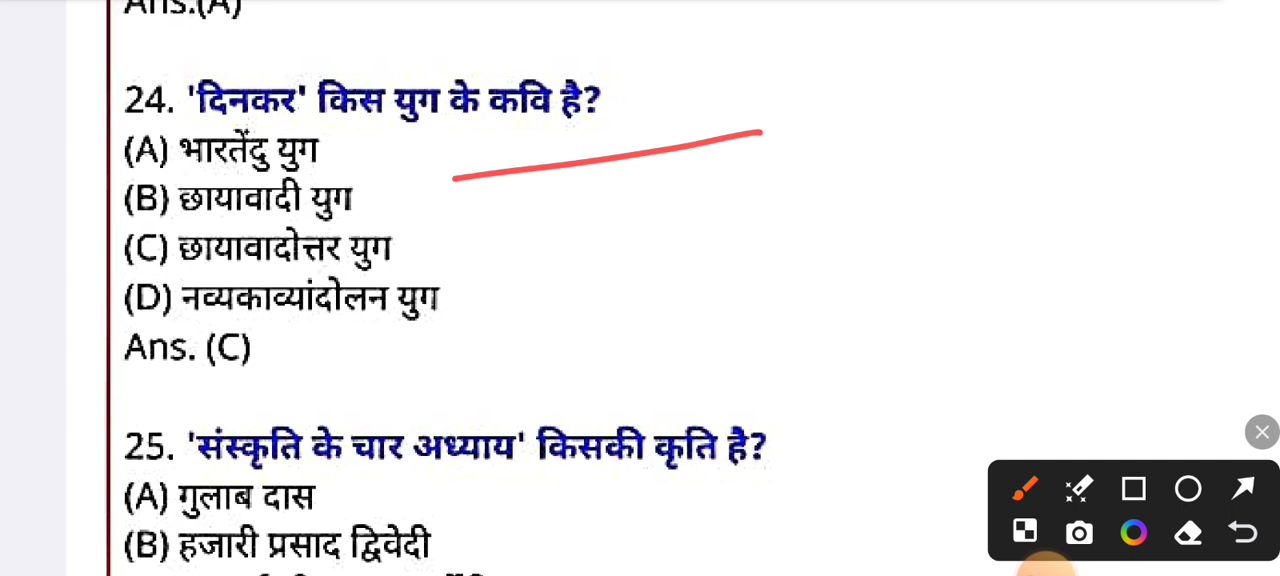 Ans.(A)
24. 'दिनकर' किस युग के कवि है?
(A) भारतेंदु युग
(B) छायावादी युग
(C) छायावादोत्तर युग
(D) नव्यकाव्यांदोलन युग
Ans. (C)
25. 'संस्कृति के चार अध्याय' किसकी कृति है?
(A) गुलाब दास
(B) हजारी प्रसाद द्विवेदी